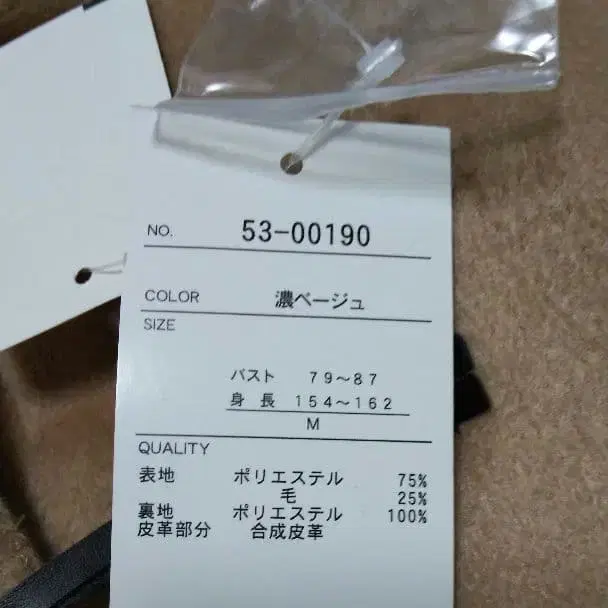 NO. 53-00190
COLOR 濃ベージュ
SIZE
バスト 79～87
身長 154～162
M
QUALITY
表地 ポリエステル 75%
毛 25%
裏地 ポリエステル 100%
皮革部分 合成皮革